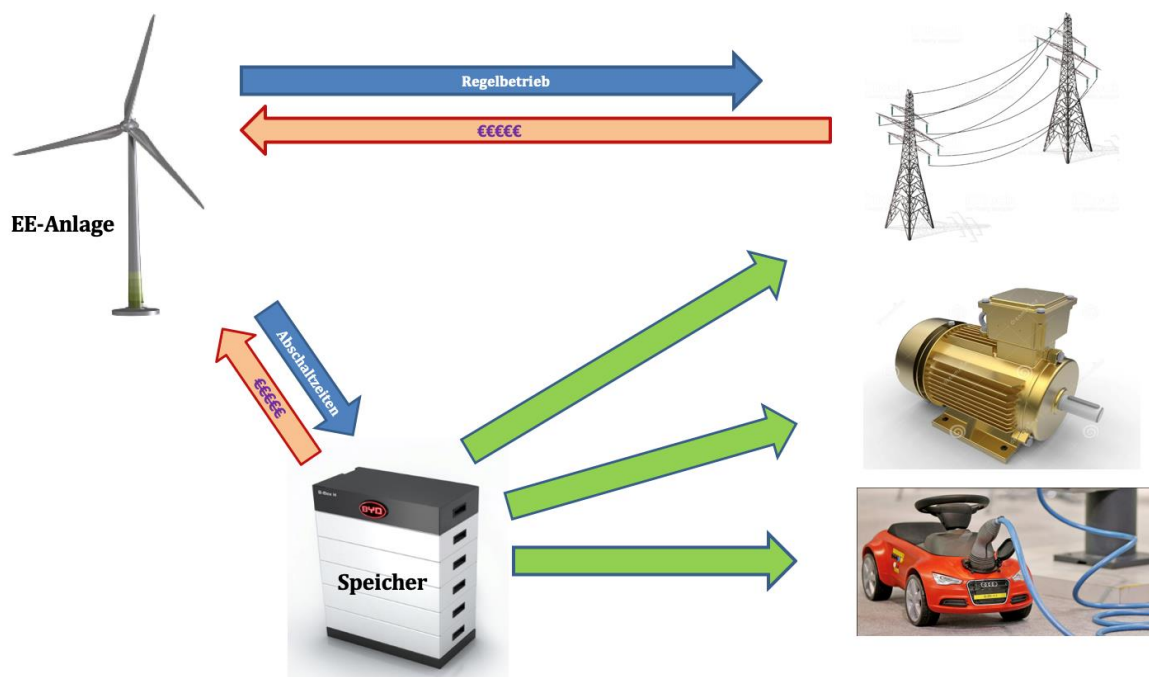 Regelbetrieb
€€€€€
EE-Anlage
Abschaltzeiten
€€€€€
BYD
Speicher